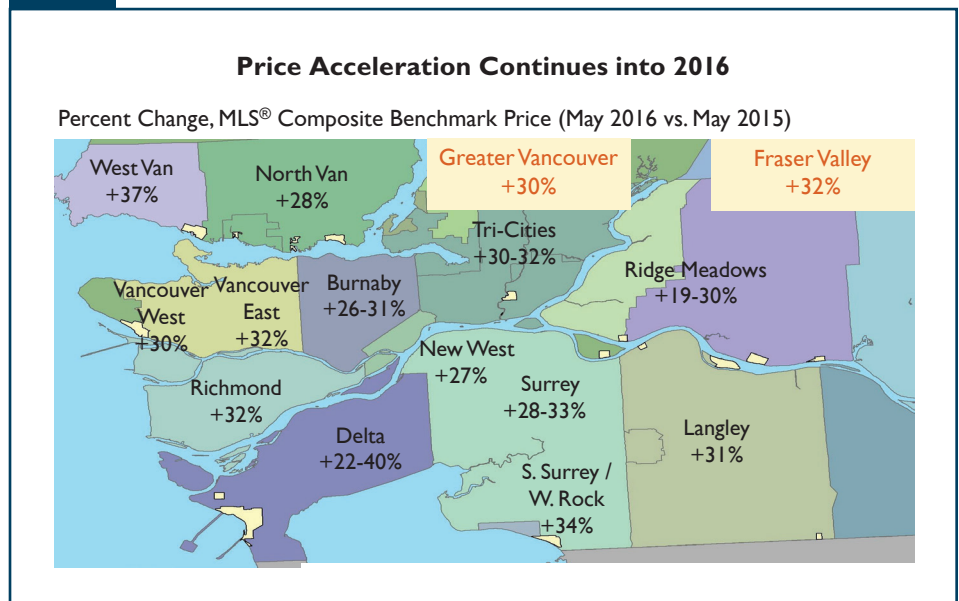 Price Acceleration Continues into 2016
Percent Change, MLS® Composite Benchmark Price (May 2016 vs. May 2015)
West Van
+37%
North Van
+28%
Greater Vancouver
+30%
Fraser Valley
+32%
Tri-Cities
+30-32%
Ridge Meadows
+19-30%
Vancouver
West
+30%
Vancouver
East
+32%
Burnaby
+26-31%
New West
+27%
Richmond
+32%
Surrey
+28-33%
Delta
+22-40%
Langley
+31%
S. Surrey /
W. Rock
+34%